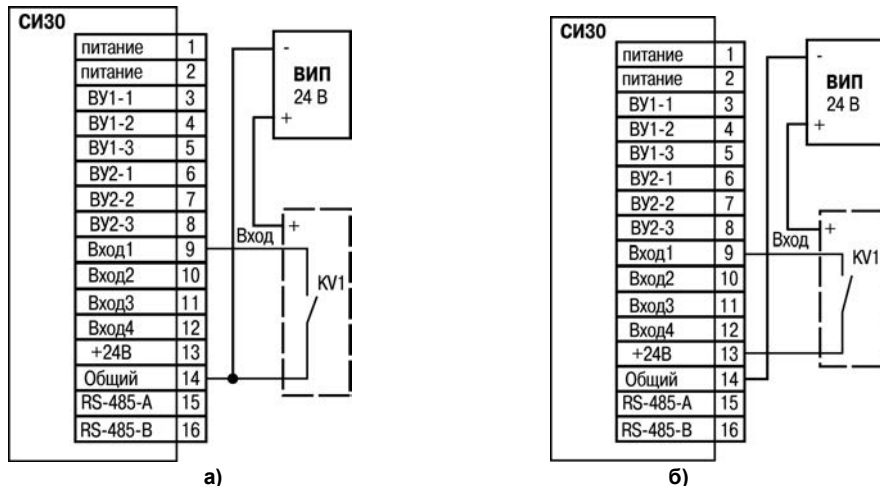 СИ30
питание 1
питание 2
ВУ1-1 3
ВУ1-2 4
ВУ1-3 5
ВУ2-1 6
ВУ2-2 7
ВУ2-3 8
Вход1 9
Вход2 10
Вход3 11
Вход4 12
+24В 13
Общий 14
RS-485-A 15
RS-485-B 16
-
ВИП
24 В
+
+
Вход
KV1
а)
СИ30
питание 1
питание 2
ВУ1-1 3
ВУ1-2 4
ВУ1-3 5
ВУ2-1 6
ВУ2-2 7
ВУ2-3 8
Вход1 9
Вход2 10
Вход3 11
Вход4 12
+24В 13
Общий 14
RS-485-A 15
RS-485-B 16
-
ВИП
24 В
+
+
Вход
KV1
б)